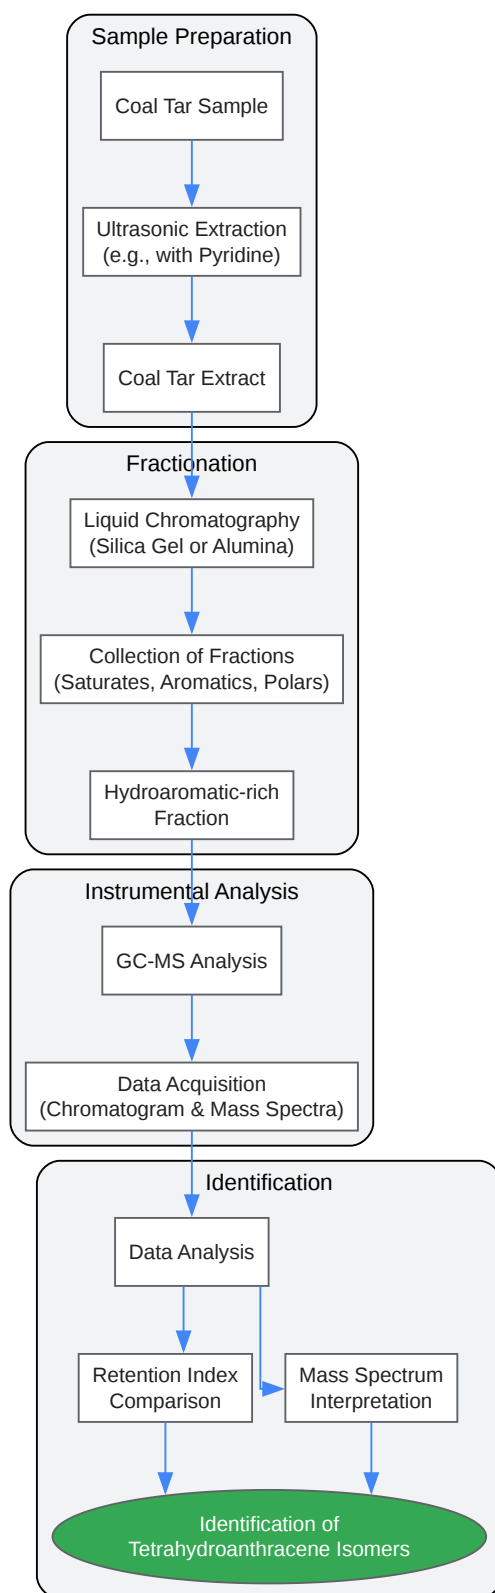 Sample Preparation
Coal Tar Sample
Ultrasonic Extraction
(e.g., with Pyridine)
Coal Tar Extract
Fractionation
Liquid Chromatography
(Silica Gel or Alumina)
Collection of Fractions
(Saturates, Aromatics, Polars)
Hydroaromatic-rich
Fraction
Instrumental Analysis
GC-MS Analysis
Data Acquisition
(Chromatogram & Mass Spectra)
Identification
Data Analysis
Retention Index
Comparison
Mass Spectrum
Interpretation
Identification of
Tetrahydroanthracene Isomers